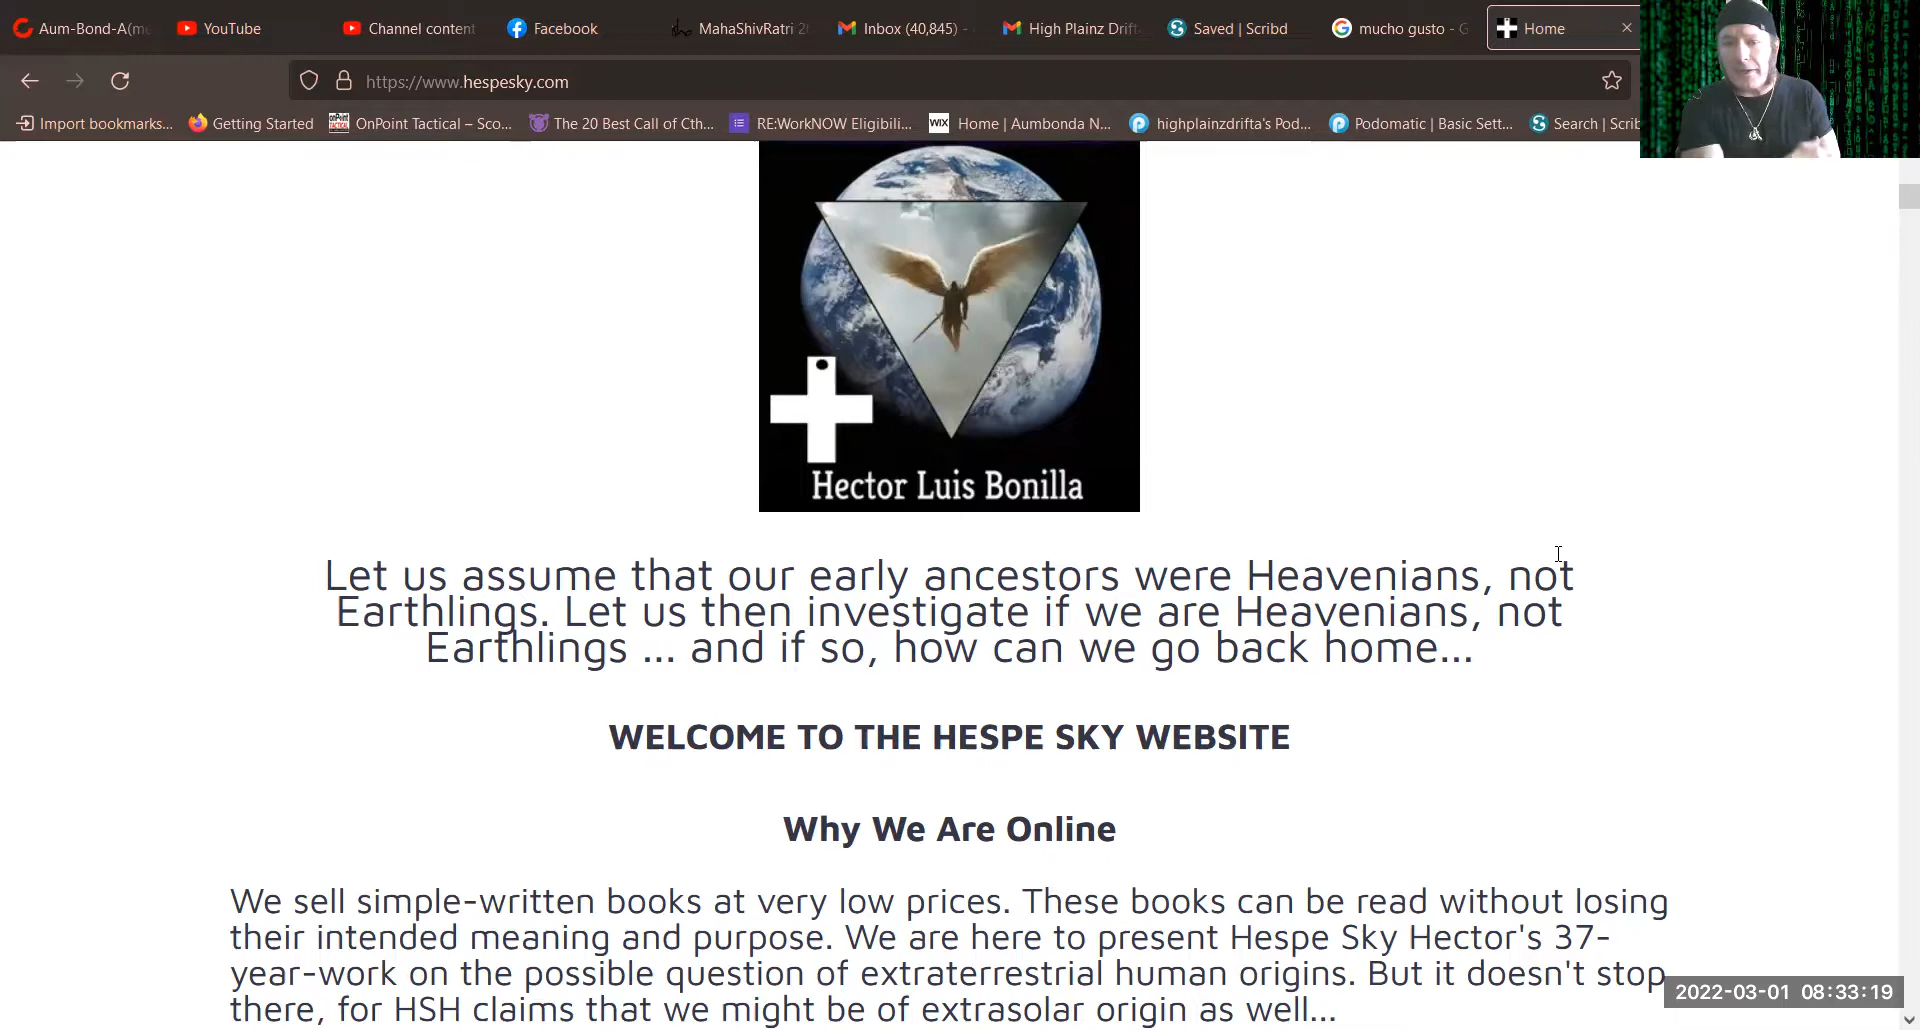 Aum-Bond-A(me
YouTube
Channel content
Facebook
MahaShivRatri 2
Inbox (40,845) -
High Plainz Drift
Saved | Scribd
mucho gusto - G
Home
https://www.hespesky.com
Import bookmarks...
Getting Started
OnPoint Tactical – Sco...
The 20 Best Call of Cth...
RE:WorkNOW Eligibili...
WIX
Home | Aumbonda N...
highplainzdrifta's Pod...
Podomatic | Basic Sett...
Search | Scrib
Hector Luis Bonilla
Let us assume that our early ancestors were Heavenians, not
Earthlings. Let us then investigate if we are Heavenians, not
Earthlings ... and if so, how can we go back home...
WELCOME TO THE HESPE SKY WEBSITE
Why We Are Online
We sell simple-written books at very low prices. These books can be read without losing
their intended meaning and purpose. We are here to present Hespe Sky Hector's 37-
year-work on the possible question of extraterrestrial human origins. But it doesn't stop
there, for HSH claims that we might be of extrasolar origin as well...
2022-03-01 08:33:19